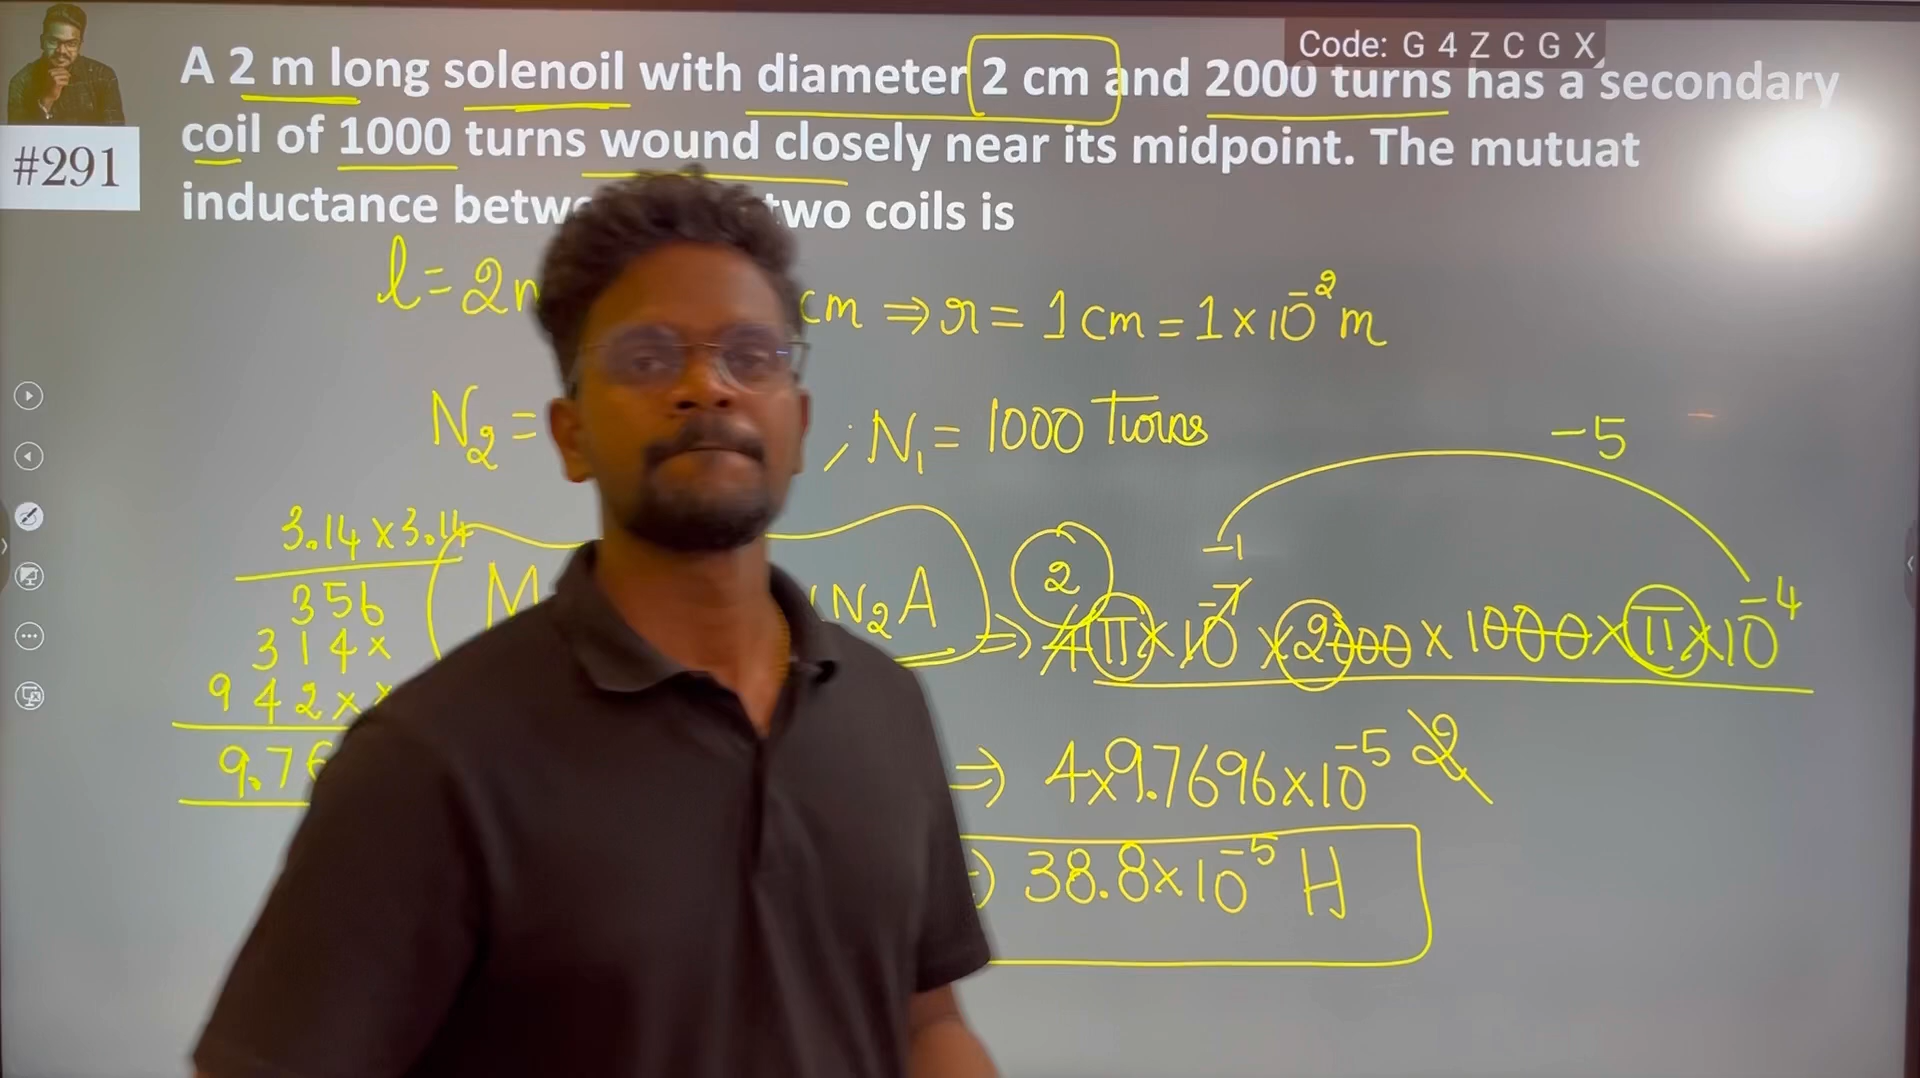 Code: G 4 Z C G X
A 2 m long solenoil with diameter 2 cm and 2000 turns has a secondary
#291
coil of 1000 turns wound closely near its midpoint. The mutuat
inductance two coils is
l = 2 cm ⇒ r = 1 cm = 1 × 10⁻² m
N₂ = ; N₁ = 1000 Turns
-5
3.14 × 3.14
356
314×
942××
9.76
M N₂A
⇒ 4π × 10⁻⁷ × 2000 × 1000 × π × 10⁻⁴
2
-1
2
⇒ 4×9.7696×10⁻⁵
⇒ 38.8×10⁻⁵ H